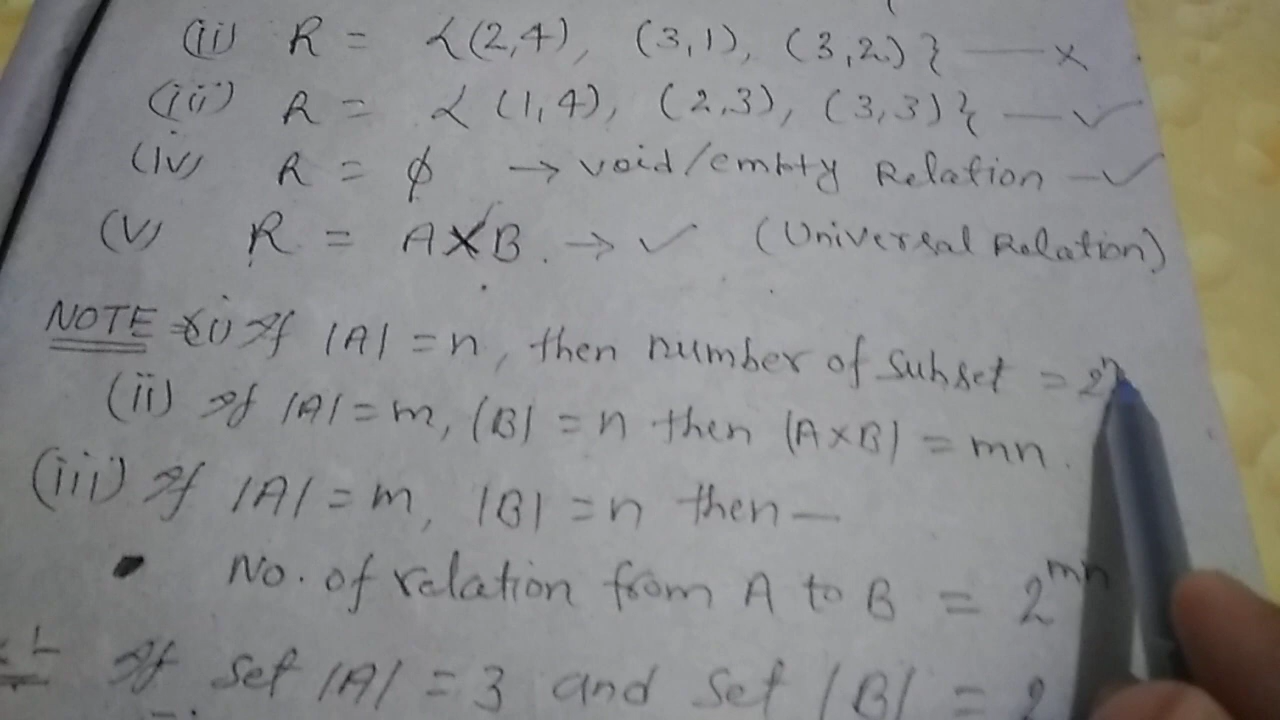 (ii) R = {(2,4), (3,1), (3,2)} — ×
(iii) R = {(1,4), (2,3), (3,3)} — ✓
(iv) R = ϕ → void/empty Relation — ✓
(v) R = A×B. → ✓ (Universal Relation)
NOTE (i) If |A| = n, then number of subset = 2ⁿ
(ii) If |A| = m, |B| = n then |A×B| = mn.
(iii) If |A| = m, |B| = n then —
• No. of relation from A to B = 2ᵐⁿ
If set |A| = 3 and set |B| = 2